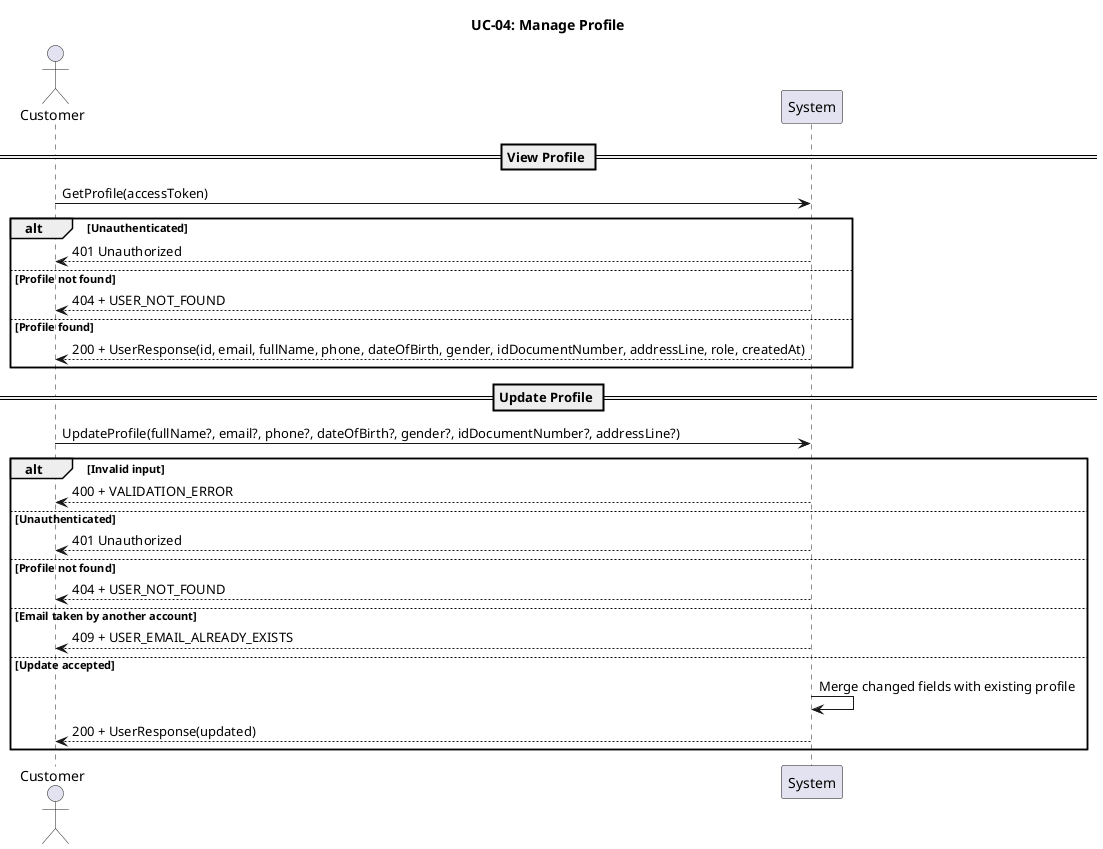 UC-04: Manage Profile
Customer
System
View Profile
GetProfile(accessToken)
alt [Unauthenticated]
401 Unauthorized
[Profile not found]
404 + USER_NOT_FOUND
[Profile found]
200 + UserResponse(id, email, fullName, phone, dateOfBirth, gender, idDocumentNumber, addressLine, role, createdAt)
Update Profile
UpdateProfile(fullName?, email?, phone?, dateOfBirth?, gender?, idDocumentNumber?, addressLine?)
alt [Invalid input]
400 + VALIDATION_ERROR
[Unauthenticated]
401 Unauthorized
[Profile not found]
404 + USER_NOT_FOUND
[Email taken by another account]
409 + USER_EMAIL_ALREADY_EXISTS
[Update accepted]
Merge changed fields with existing profile
200 + UserResponse(updated)
Customer
System